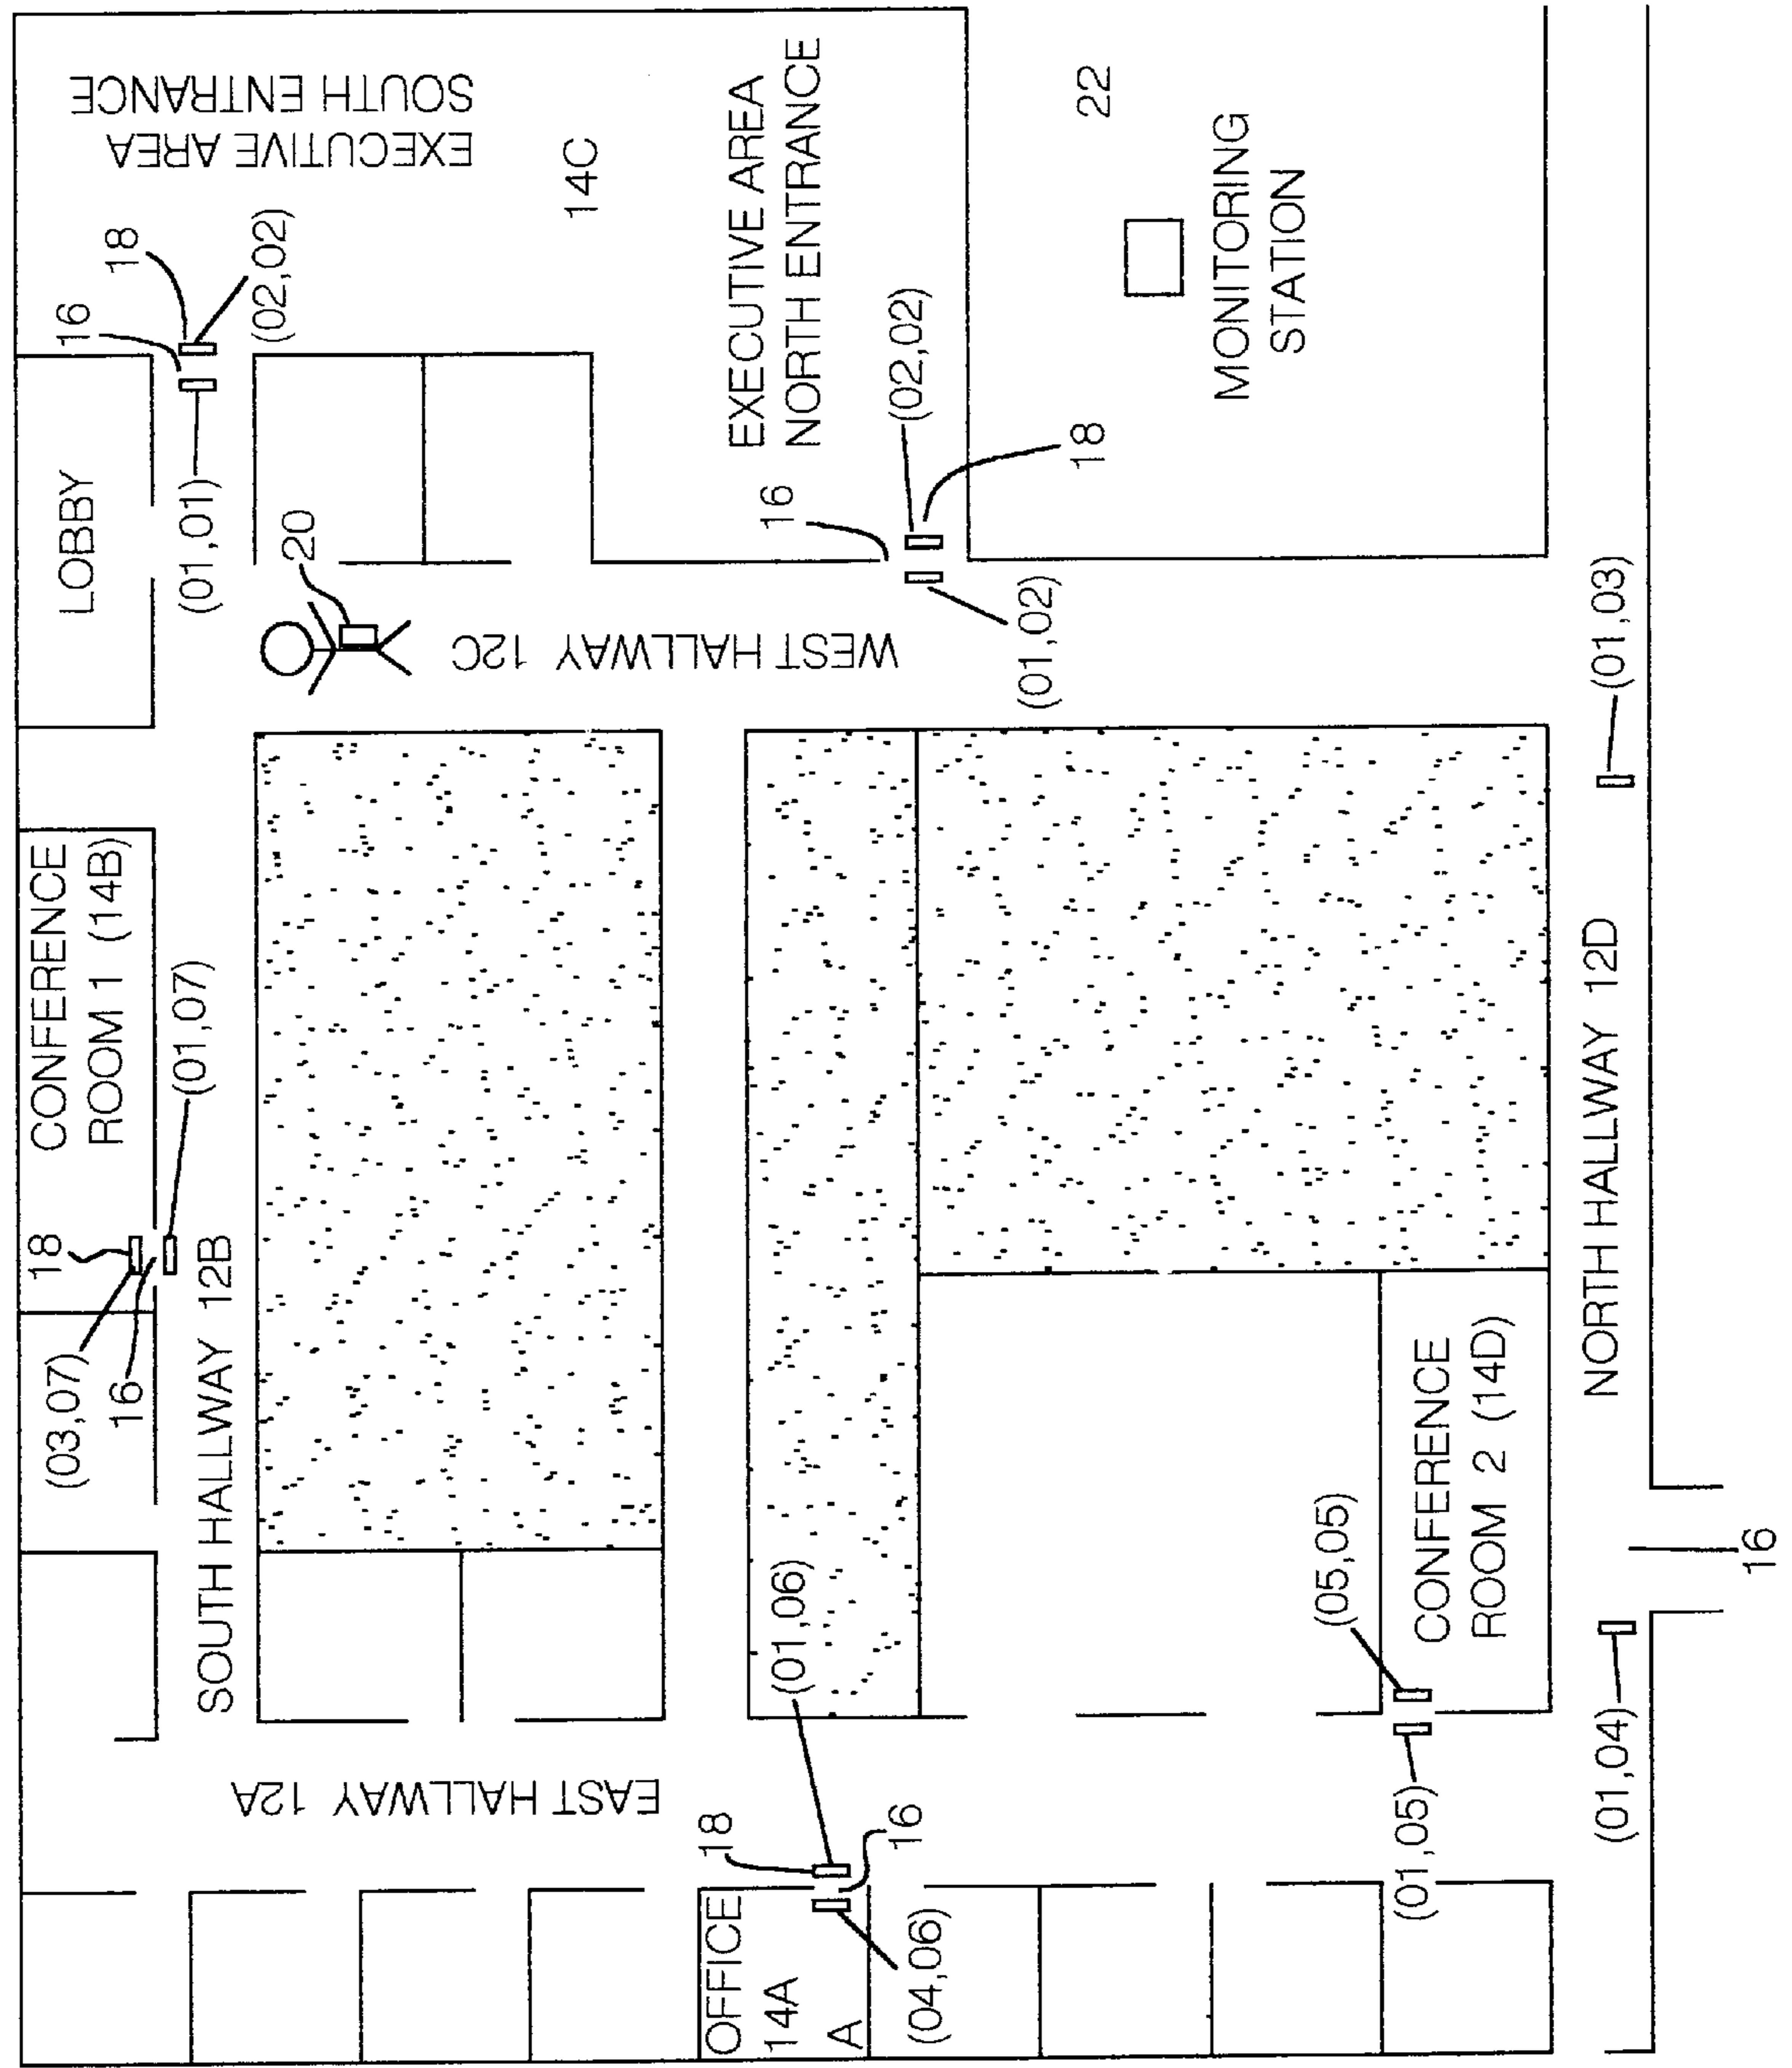 EXECUTIVE AREA
SOUTH ENTRANCE
18
16
(02,02)
14C
LOBBY
(01,01)
20
EXECUTIVE AREA
NORTH ENTRANCE
22
MONITORING
STATION
16
(02,02)
18
WEST HALLWAY 12C
(01,02)
(01,03)
CONFERENCE
ROOM 1 (14B)
(01,07)
18
(03,07)
16
SOUTH HALLWAY 12B
NORTH HALLWAY 12D
CONFERENCE
ROOM 2 (14D)
(05,05)
(01,06)
16
EAST HALLWAY 12A
18
16
(01,05)
(01,04)
OFFICE
14A
A
(04,06)